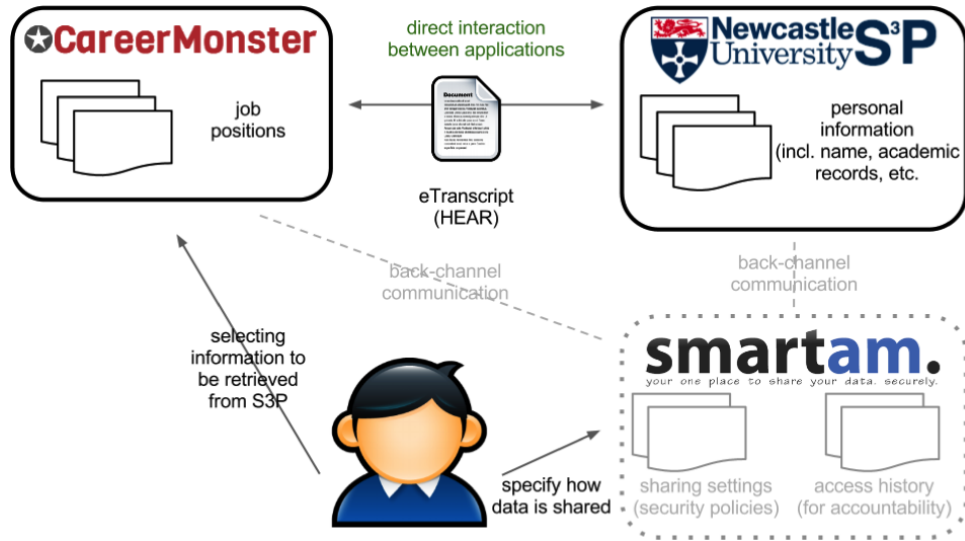 CareerMonster
job
positions
direct interaction
between applications
Document
eTranscript
(HEAR)
Newcastle
University
S³P
personal
information
(incl. name, academic
records, etc.
back-channel
communication
back-channel
communication
selecting
information to
be retrieved
from S3P
specify how
data is shared
smartam.
your one place to share your data. securely.
sharing settings
(security policies)
access history
(for accountability)